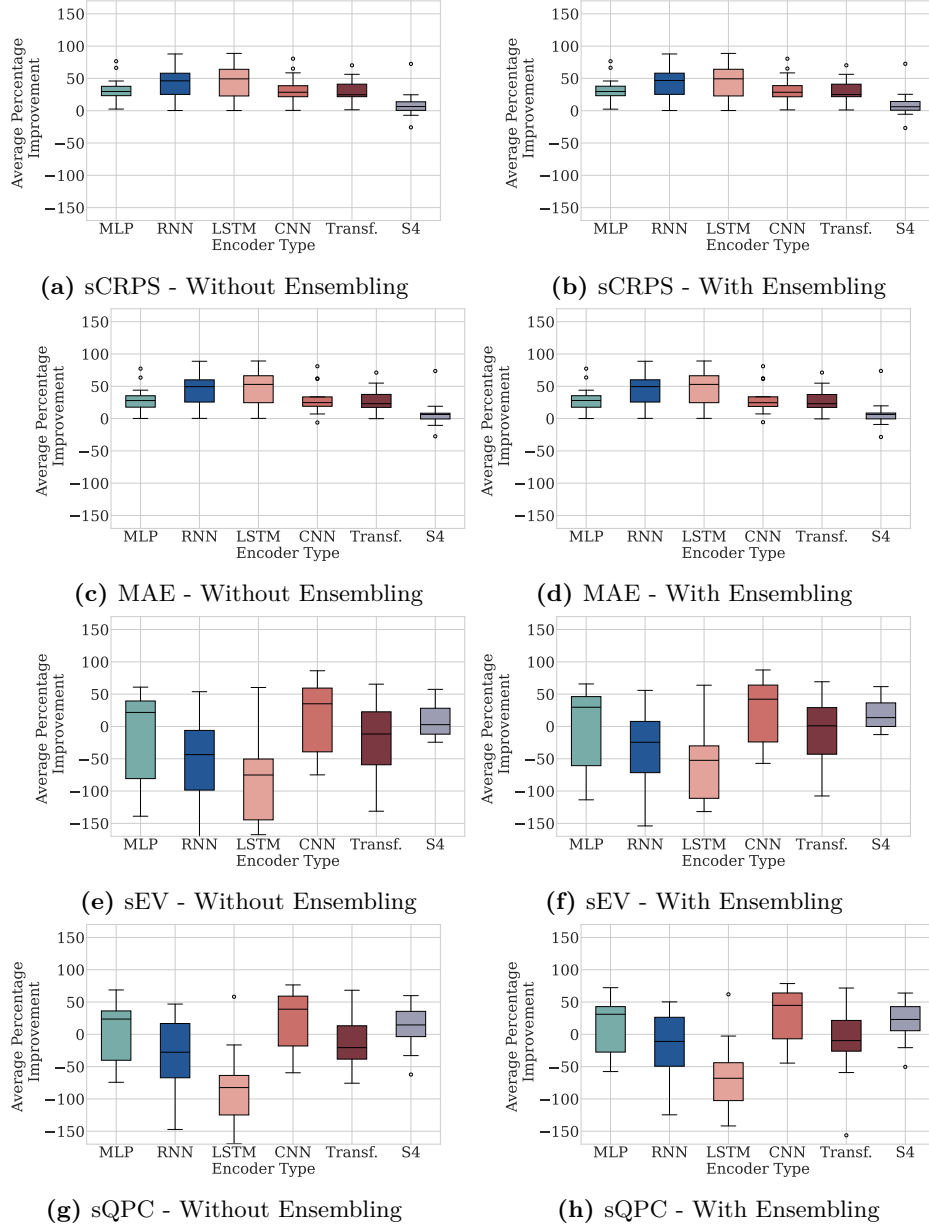 Average Percentage
Improvement
150
100
50
0
−50
−100
−150
MLP RNN LSTM CNN Transf. S4
Encoder Type
(a) sCRPS - Without Ensembling
Average Percentage
Improvement
150
100
50
0
−50
−100
−150
MLP RNN LSTM CNN Transf. S4
Encoder Type
(b) sCRPS - With Ensembling
Average Percentage
Improvement
150
100
50
0
−50
−100
−150
MLP RNN LSTM CNN Transf. S4
Encoder Type
(c) MAE - Without Ensembling
Average Percentage
Improvement
150
100
50
0
−50
−100
−150
MLP RNN LSTM CNN Transf. S4
Encoder Type
(d) MAE - With Ensembling
Average Percentage
Improvement
150
100
50
0
−50
−100
−150
MLP RNN LSTM CNN Transf. S4
Encoder Type
(e) sEV - Without Ensembling
Average Percentage
Improvement
150
100
50
0
−50
−100
−150
MLP RNN LSTM CNN Transf. S4
Encoder Type
(f) sEV - With Ensembling
Average Percentage
Improvement
150
100
50
0
−50
−100
−150
MLP RNN LSTM CNN Transf. S4
Encoder Type
(g) sQPC - Without Ensembling
Average Percentage
Improvement
150
100
50
0
−50
−100
−150
MLP RNN LSTM CNN Transf. S4
Encoder Type
(h) sQPC - With Ensembling